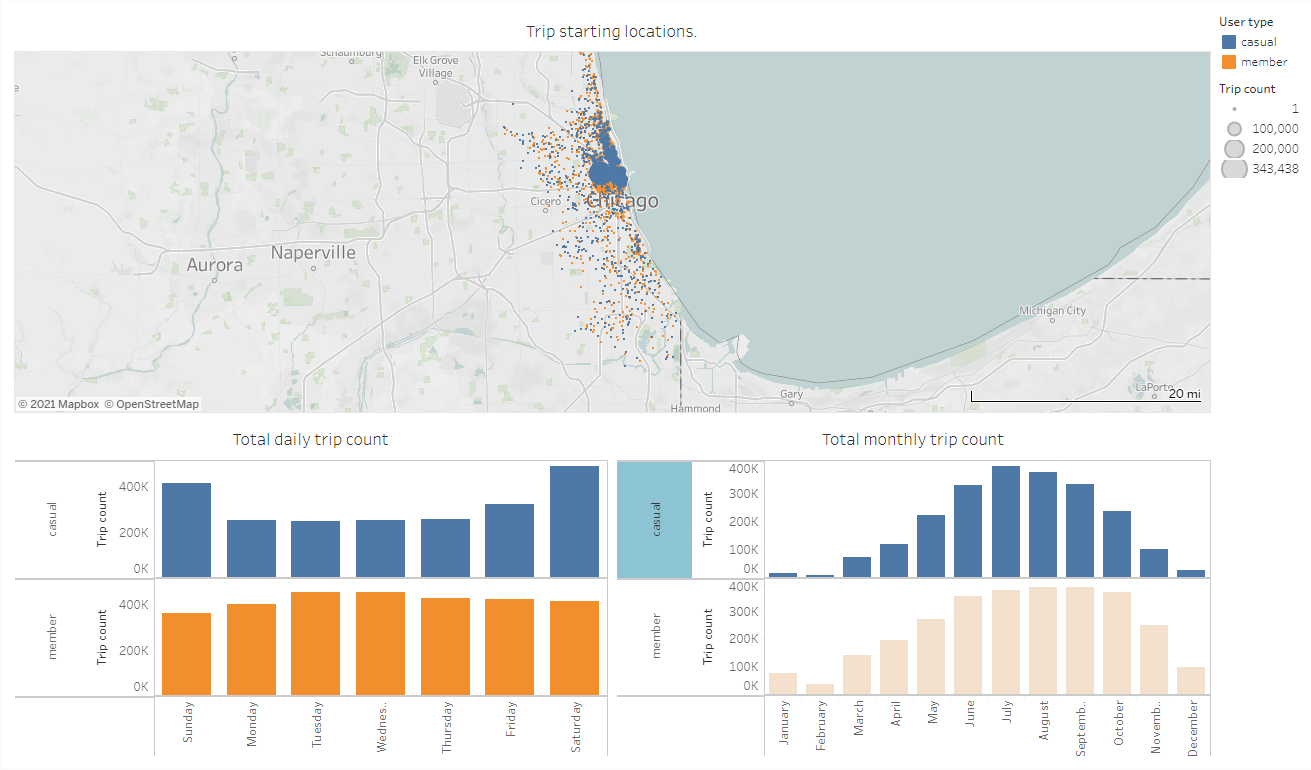 Trip starting locations.
User type
casual
member
Trip count
1
100,000
200,000
343,438
Schaumburg
Elk Grove
Village
Cicero
Chicago
Naperville
Aurora
Michigan City
LaPorte
Gary
Hammond
20 mi
© 2021 Mapbox © OpenStreetMap
Total daily trip count
casual
Trip count
400K
200K
0K
member
Trip count
400K
200K
0K
Sunday
Monday
Tuesday
Wednes..
Thursday
Friday
Saturday
Total monthly trip count
casual
Trip count
400K
300K
200K
100K
0K
member
Trip count
400K
300K
200K
100K
0K
January
February
March
April
May
June
July
August
Septemb..
October
Novemb..
December